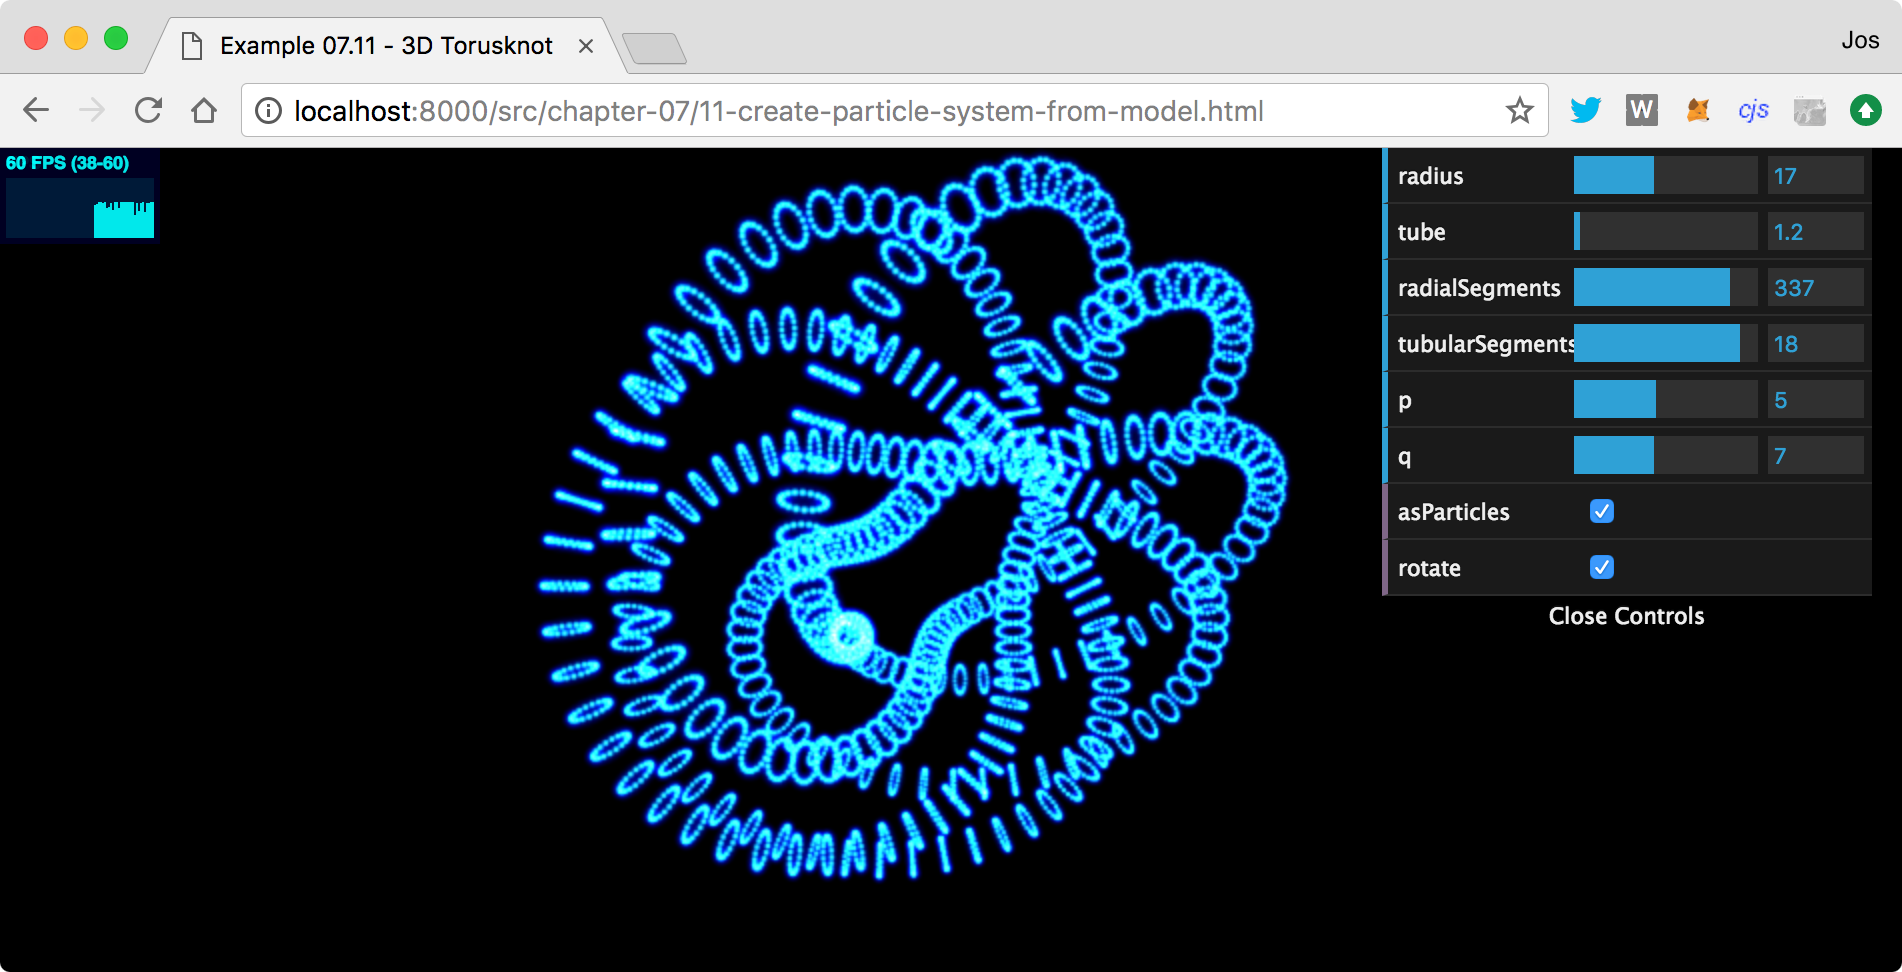 Example 07.11 - 3D Torusknot
Jos
localhost:8000/src/chapter-07/11-create-particle-system-from-model.html
W
cjs
60 FPS (38-60)
radius 17
tube 1.2
radialSegments 337
tubularSegments 18
p 5
q 7
asParticles
rotate
Close Controls